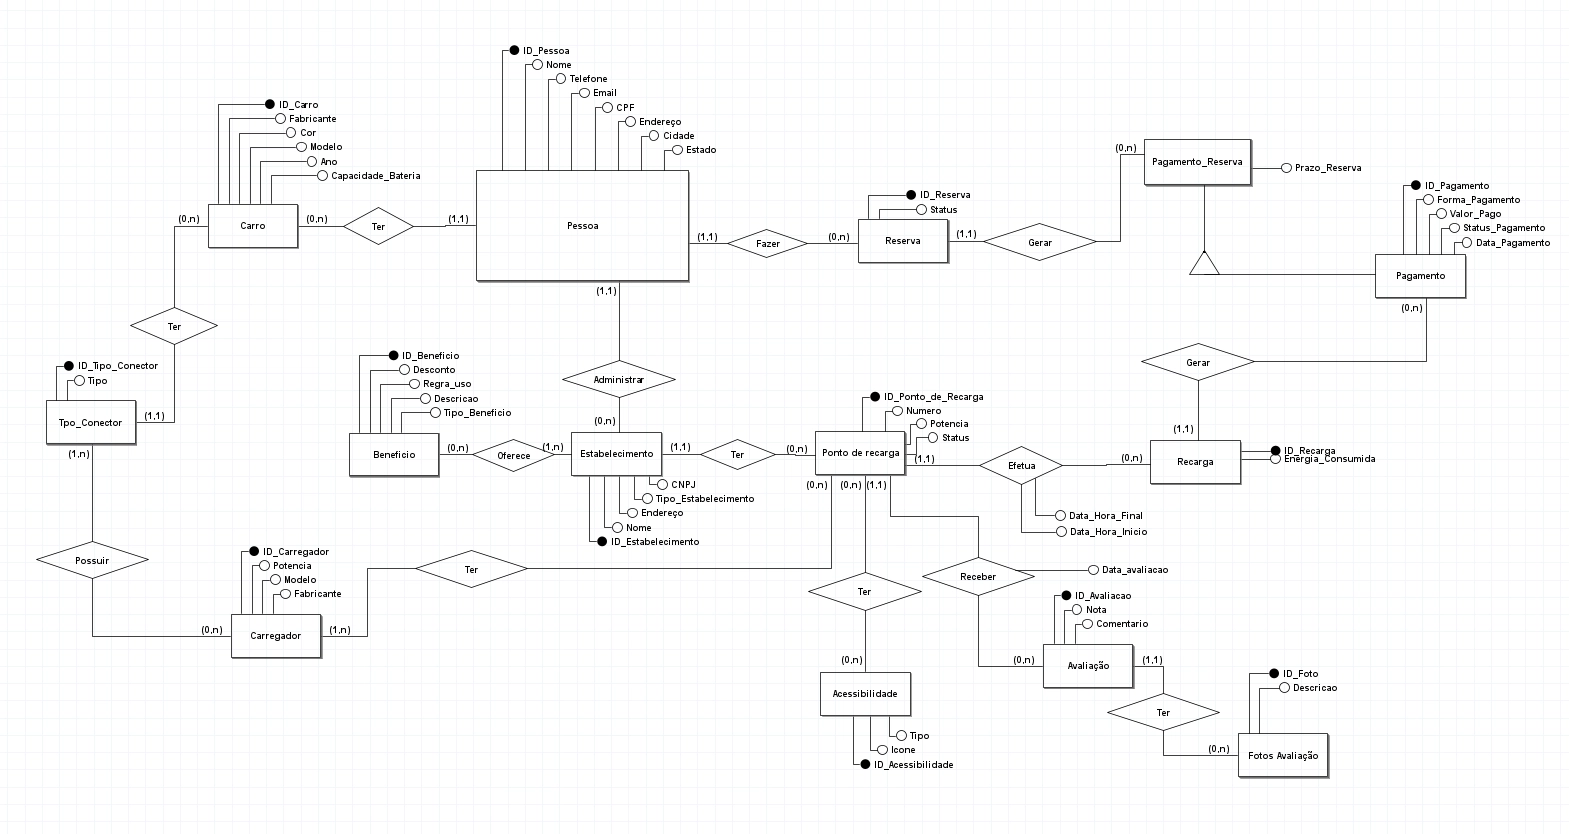 ID_Pessoa
Nome
Telefone
Email
CPF
Endereço
Cidade
Estado
Pessoa
ID_Carro
Fabricante
Cor
Modelo
Ano
Capacidade_Bateria
Carro
(0,n)
(0,n)
Ter
(1,1)
(1,1)
Fazer
(0,n)
ID_Reserva
Status
Reserva
(1,1)
Gerar
(0,n)
Pagamento_Reserva
Prazo_Reserva
ID_Pagamento
Forma_Pagamento
Valor_Pago
Status_Pagamento
Data_Pagamento
Pagamento
(0,n)
Gerar
(1,1)
(1,1)
Administrar
(0,n)
Ter
ID_Tipo_Conector
Tipo
Tpo_Conector
(1,1)
(1,n)
ID_Beneficio
Desconto
Regra_uso
Descricao
Tipo_Beneficio
Beneficio
(0,n)
Oferece
(1,n)
Estabelecimento
(1,1)
Ter
(0,n)
CNPJ
Tipo_Estabelecimento
Endereço
Nome
ID_Estabelecimento
ID_Ponto_de_Recarga
Numero
Potencia
Status
Ponto de recarga
(1,1)
Efetua
(0,n)
Data_Hora_Final
Data_Hora_Inicio
Recarga
ID_Recarga
Energia_Consumida
(0,n)
(0,n)
(1,1)
Possuir
ID_Carregador
Potencia
Modelo
Fabricante
Carregador
(0,n)
(1,n)
Ter
Ter
(0,n)
Acessibilidade
Tipo
Icone
ID_Acessibilidade
Receber
Data_avaliacao
ID_Avaliacao
Nota
Comentario
(0,n)
Avaliação
(1,1)
Ter
(0,n)
ID_Foto
Descricao
Fotos Avaliação